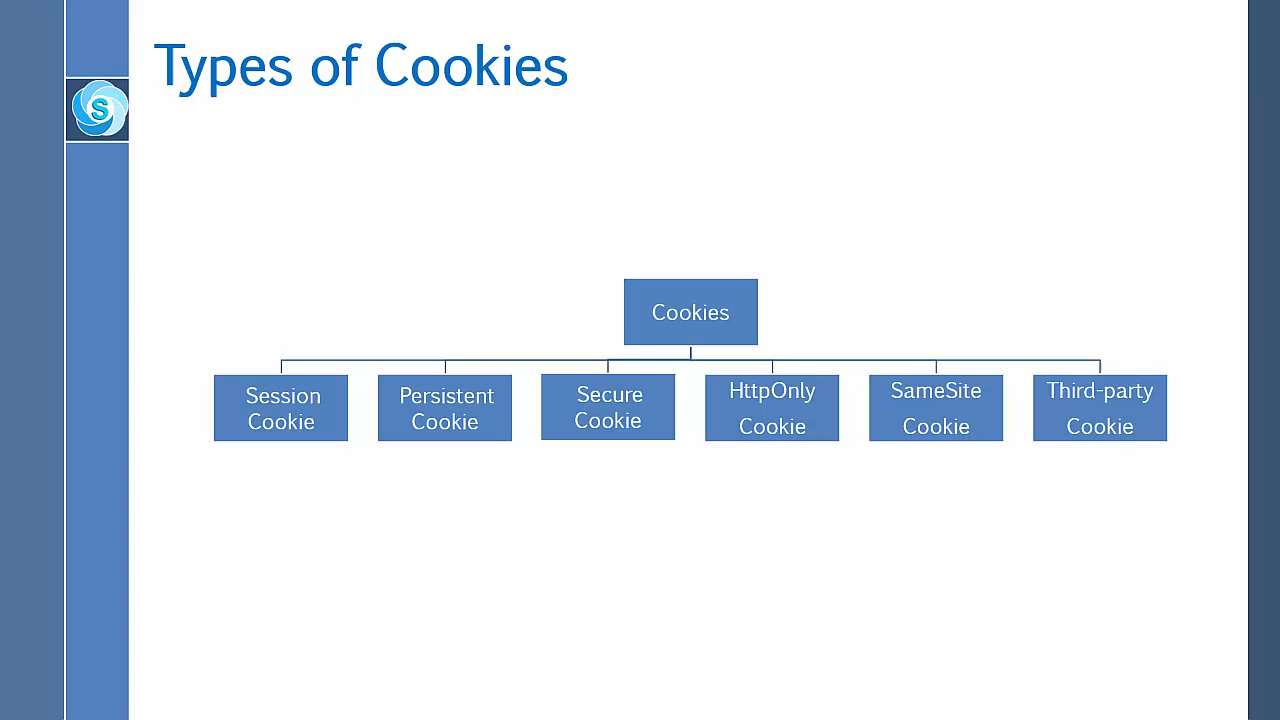 Types of Cookies
S
Cookies
Session
Cookie
Persistent
Cookie
Secure
Cookie
HttpOnly
Cookie
SameSite
Cookie
Third-party
Cookie